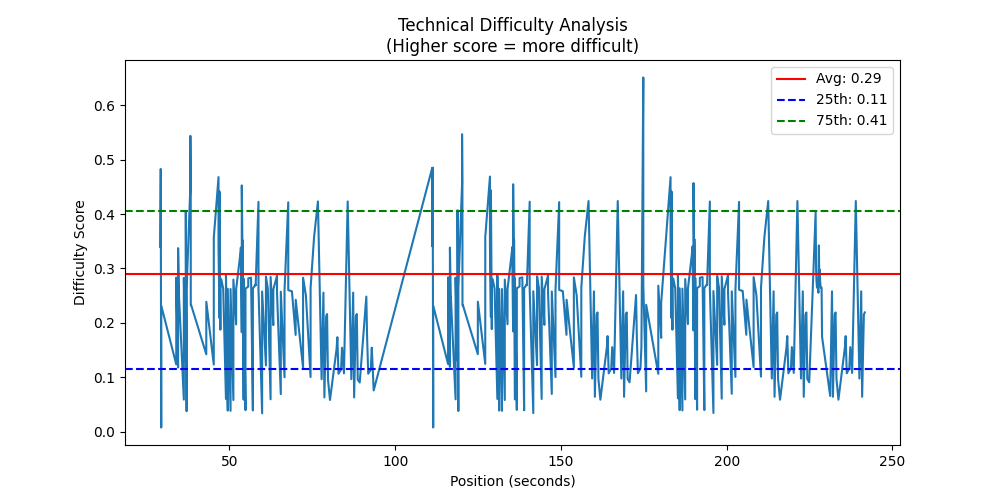 Technical Difficulty Analysis
(Higher score = more difficult)
Avg: 0.29
25th: 0.11
75th: 0.41
Difficulty Score
0.6
0.5
0.4
0.3
0.2
0.1
0.0
50
100
150
200
250
Position (seconds)